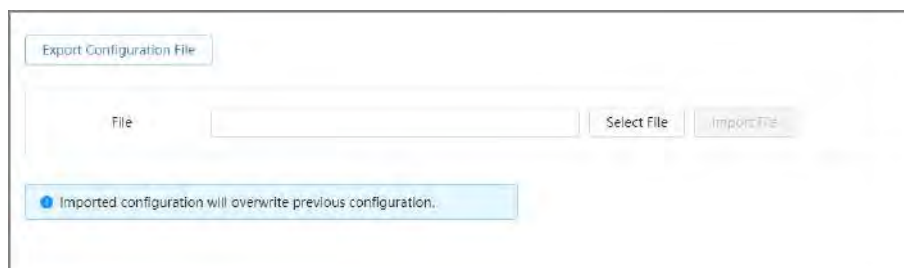 Export Configuration File
File
Select File
Import File
Imported configuration will overwrite previous configuration.